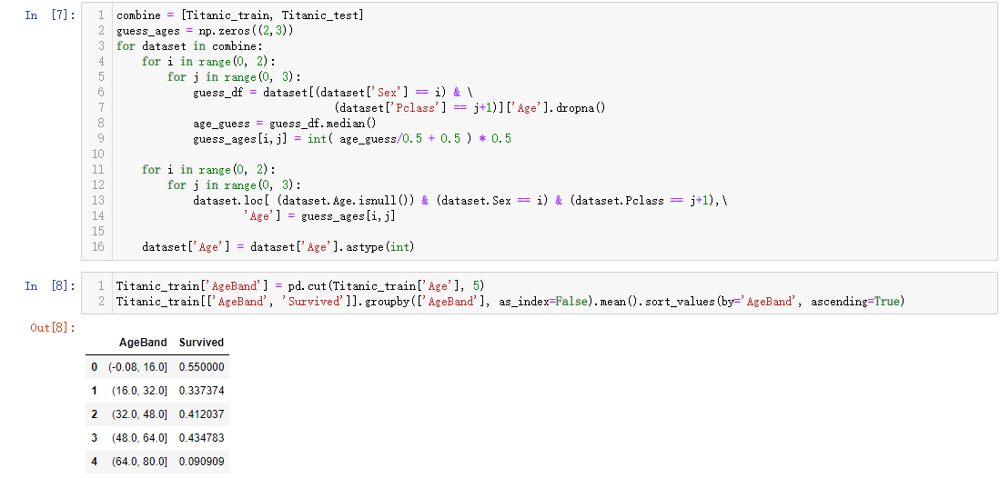 In [7]:
1 combine = [Titanic_train, Titanic_test]
2 guess_ages = np.zeros((2,3))
3 for dataset in combine:
4     for i in range(0, 2):
5         for j in range(0, 3):
6             guess_df = dataset[(dataset['Sex'] == i) & \
7                                   (dataset['Pclass'] == j+1)]['Age'].dropna()
8             age_guess = guess_df.median()
9             guess_ages[i,j] = int( age_guess/0.5 + 0.5 ) * 0.5
10
11     for i in range(0, 2):
12         for j in range(0, 3):
13             dataset.loc[ (dataset.Age.isnull()) & (dataset.Sex == i) & (dataset.Pclass == j+1),\
14                     'Age'] = guess_ages[i,j]
15
16     dataset['Age'] = dataset['Age'].astype(int)
In [8]:
1 Titanic_train['AgeBand'] = pd.cut(Titanic_train['Age'], 5)
2 Titanic_train[['AgeBand', 'Survived']].groupby(['AgeBand'], as_index=False).mean().sort_values(by='AgeBand', ascending=True)
Out[8]:
AgeBand Survived
0 (-0.08, 16.0] 0.550000
1 (16.0, 32.0] 0.337374
2 (32.0, 48.0] 0.412037
3 (48.0, 64.0] 0.434783
4 (64.0, 80.0] 0.090909